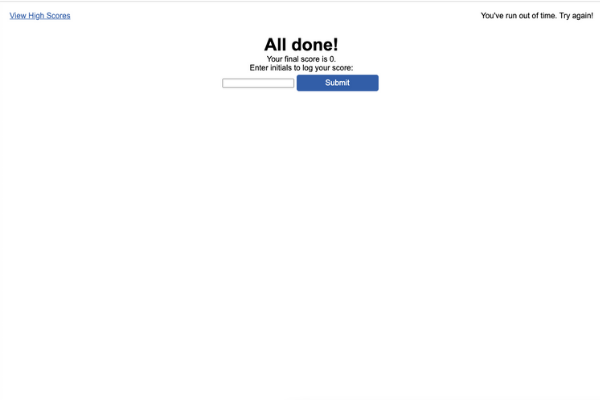 View High Scores
You've run out of time. Try again!
All done!
Your final score is 0.
Enter initials to log your score:
Submit